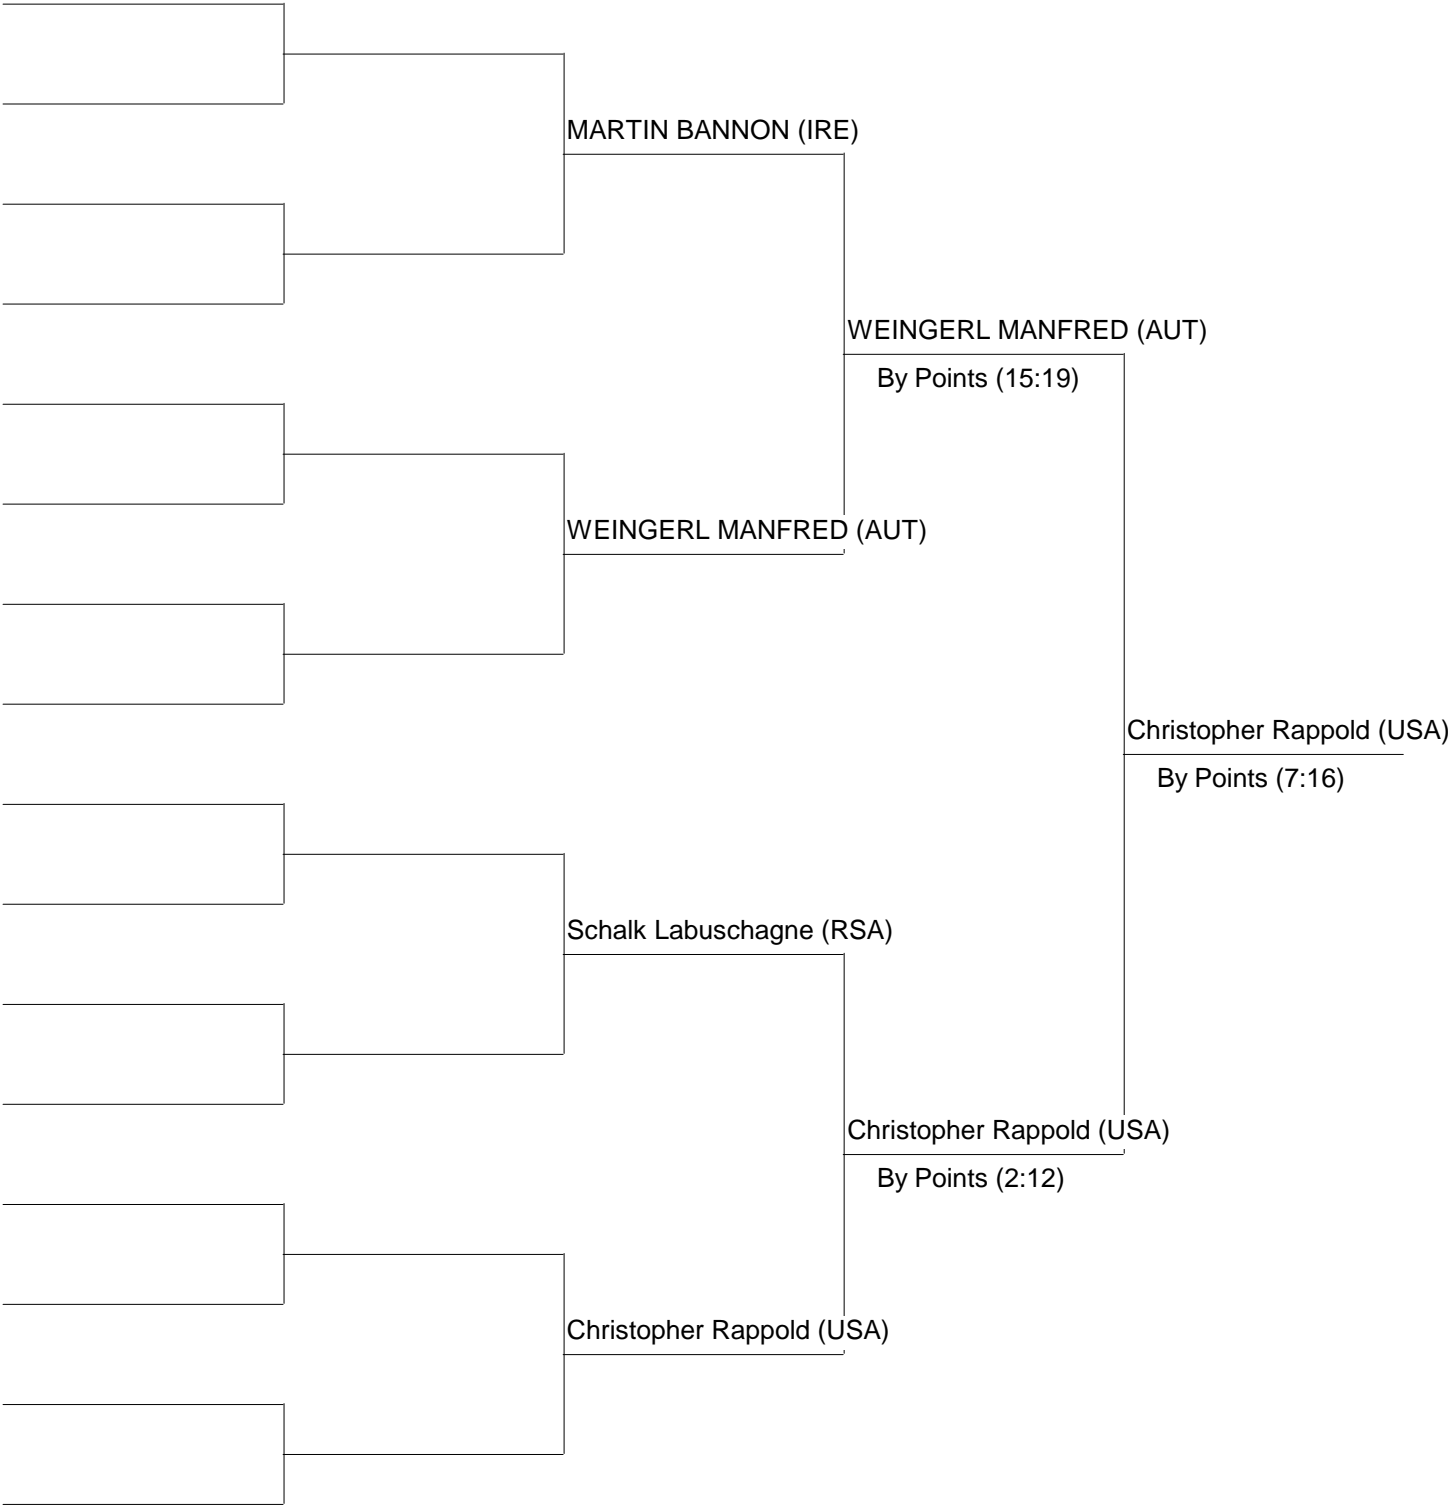 MARTIN BANNON (IRE)
WEINGERL MANFRED (AUT)
By Points (15:19)
WEINGERL MANFRED (AUT)
Christopher Rappold (USA)
By Points (7:16)
Schalk Labuschagne (RSA)
Christopher Rappold (USA)
By Points (2:12)
Christopher Rappold (USA)